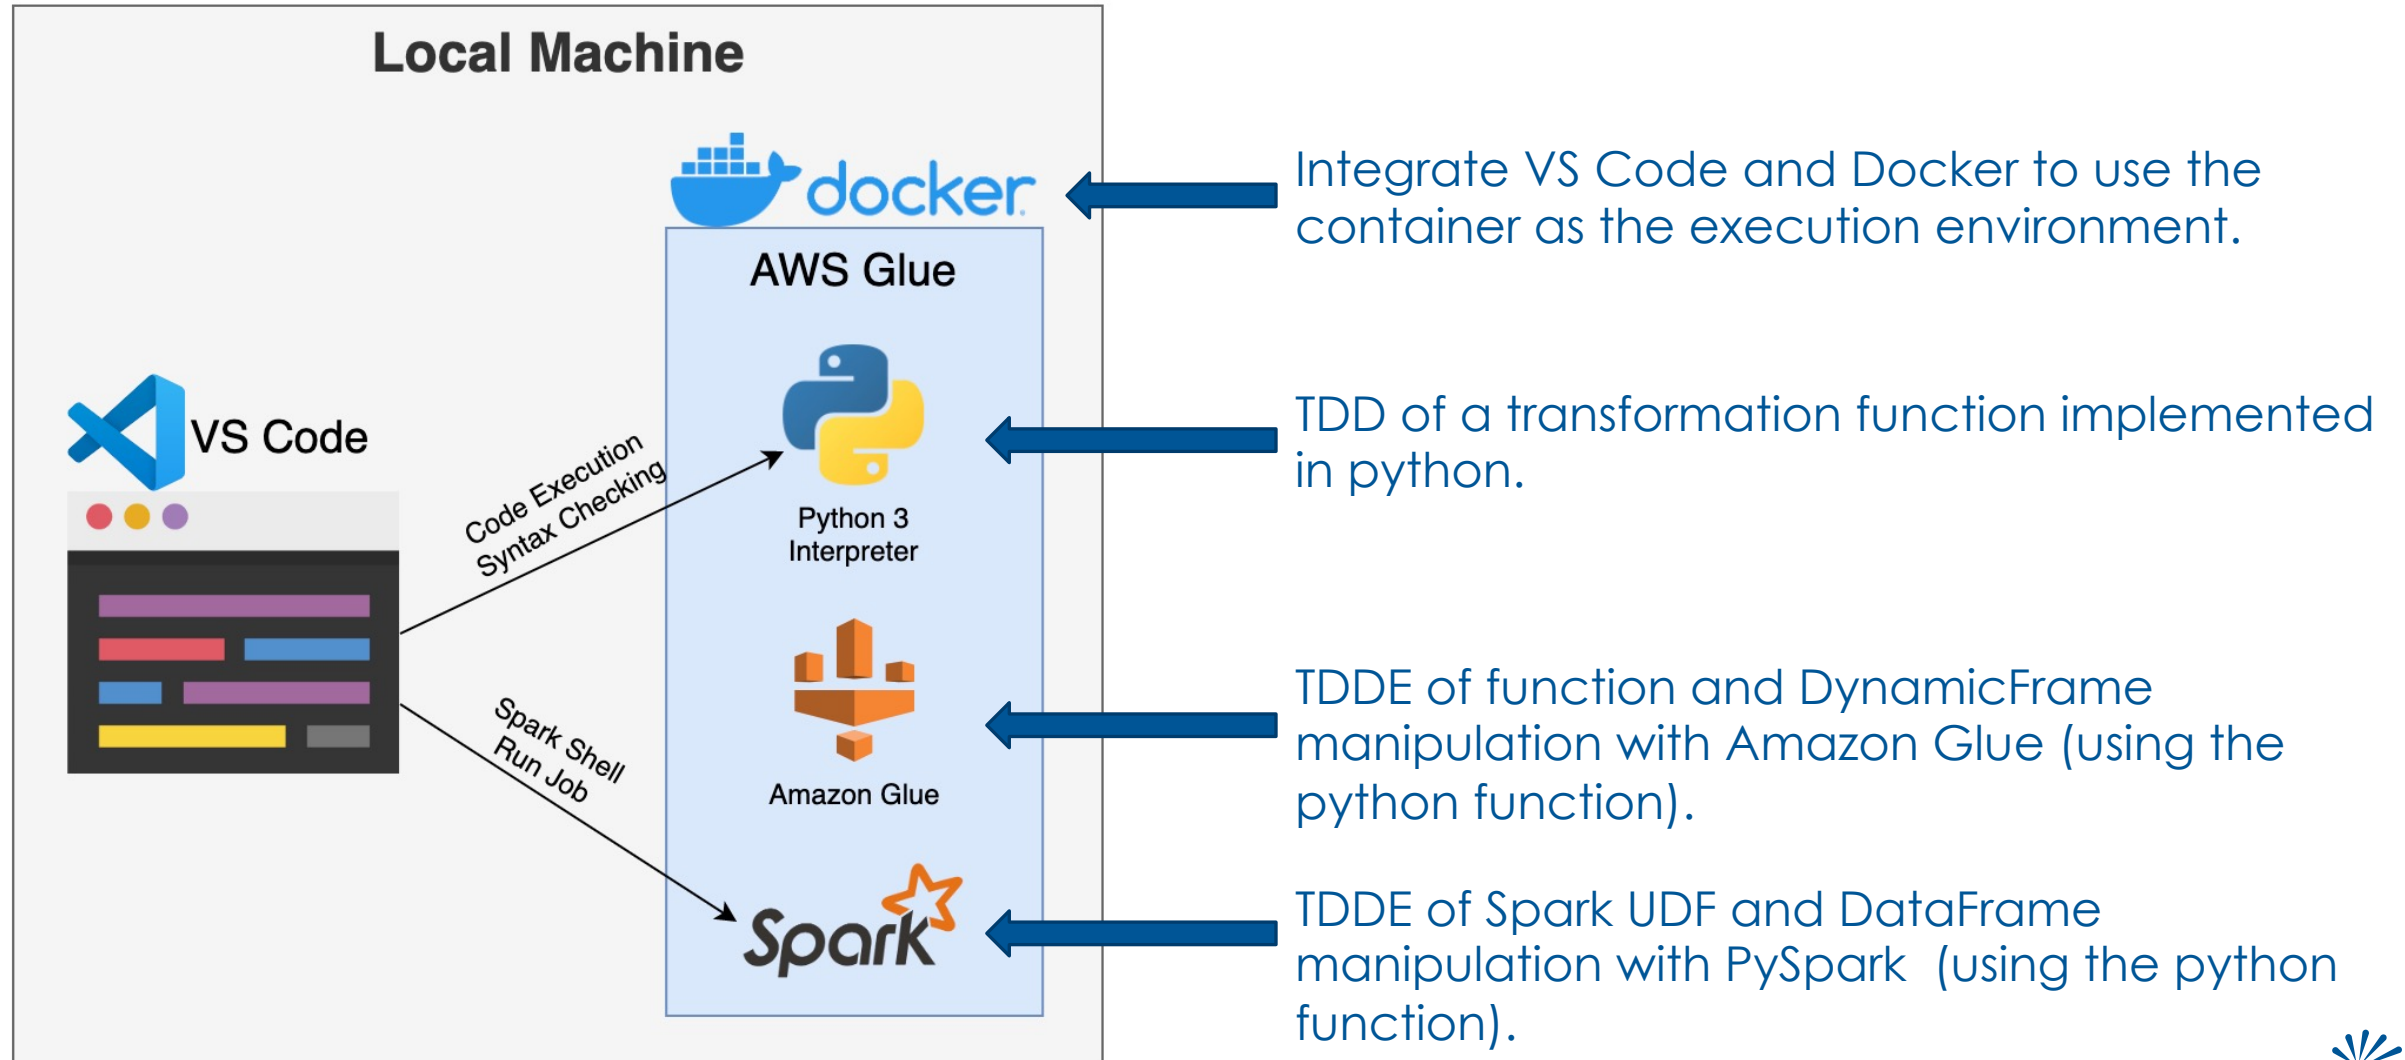 Local Machine
docker
AWS Glue
VS Code
Code Execution
Syntax Checking
Python 3
Interpreter
Spark Shell
Run Job
Amazon Glue
Spark
Integrate VS Code and Docker to use the
container as the execution environment.
TDD of a transformation function implemented
in python.
TDDE of function and DynamicFrame
manipulation with Amazon Glue (using the
python function).
TDDE of Spark UDF and DataFrame
manipulation with PySpark  (using the python
function).